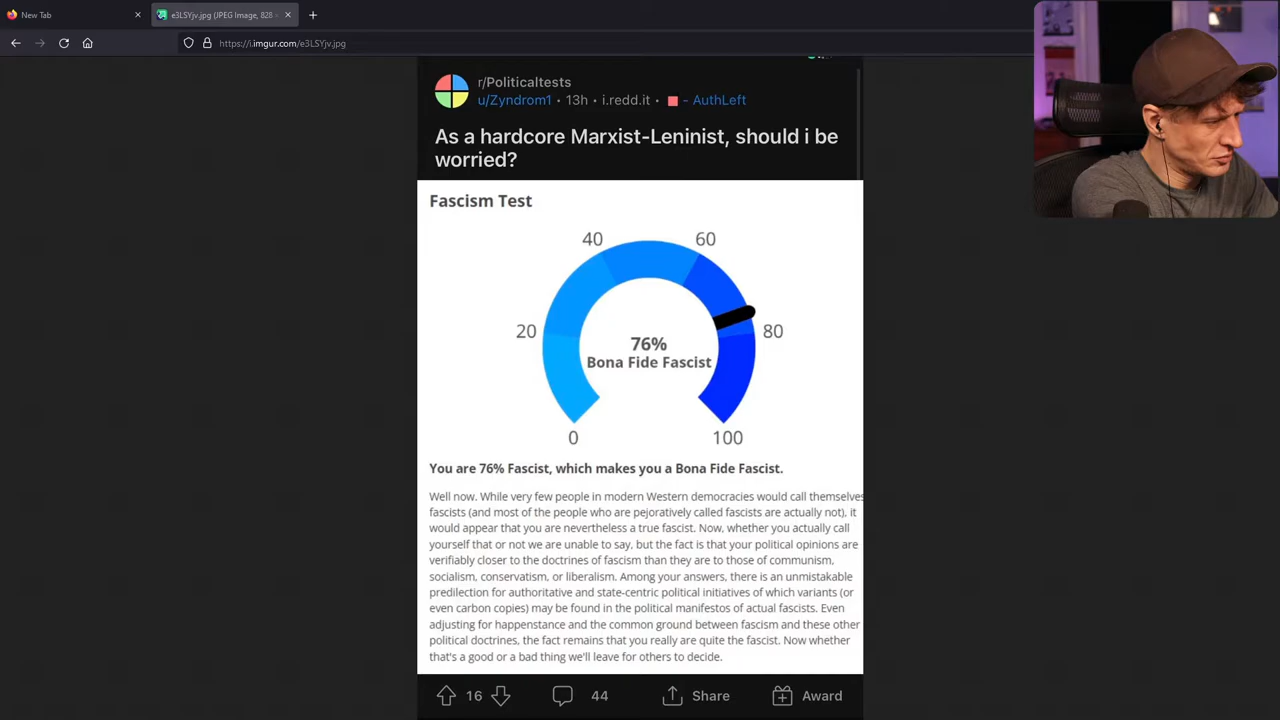 New Tab
e3LSYjv.jpg (JPEG Image, 828
https://i.imgur.com/e3LSYjv.jpg
r/Politicaltests
u/Zyndrom1 • 13h • i.redd.it • - AuthLeft
As a hardcore Marxist-Leninist, should i be
worried?
Fascism Test
40 60
20 80
76%
Bona Fide Fascist
0 100
You are 76% Fascist, which makes you a Bona Fide Fascist.
Well now. While very few people in modern Western democracies would call themselves
fascists (and most of the people who are pejoratively called fascists are actually not), it
would appear that you are nevertheless a true fascist. Now, whether you actually call
yourself that or not we are unable to say, but the fact is that your political opinions are
verifiably closer to the doctrines of fascism than they are to those of communism,
socialism, conservatism, or liberalism. Among your answers, there is an unmistakable
predilection for authoritative and state-centric political initiatives of which variants (or
even carbon copies) may be found in the political manifestos of actual fascists. Even
adjusting for happenstance and the common ground between fascism and these other
political doctrines, the fact remains that you really are quite the fascist. Now whether
that's a good or a bad thing we'll leave for others to decide.
16 44 Share Award